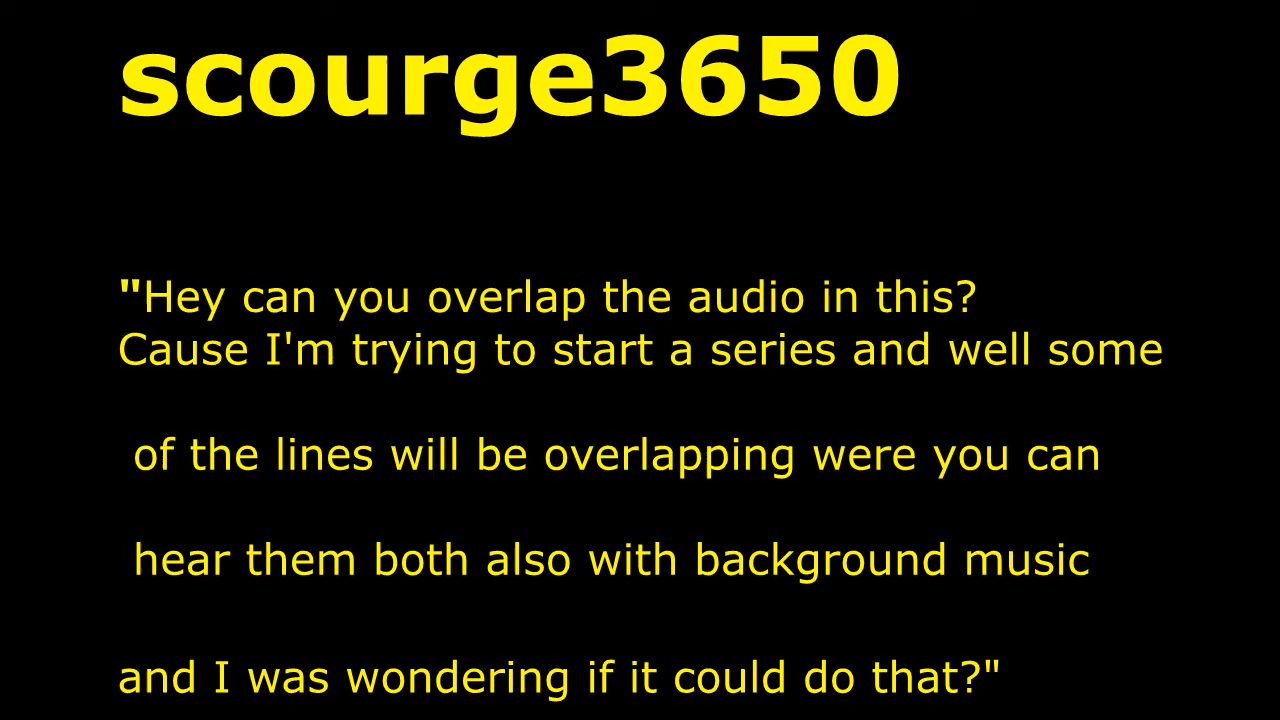 scourge3650
"Hey can you overlap the audio in this?
Cause I'm trying to start a series and well some
of the lines will be overlapping were you can
hear them both also with background music
and I was wondering if it could do that?"